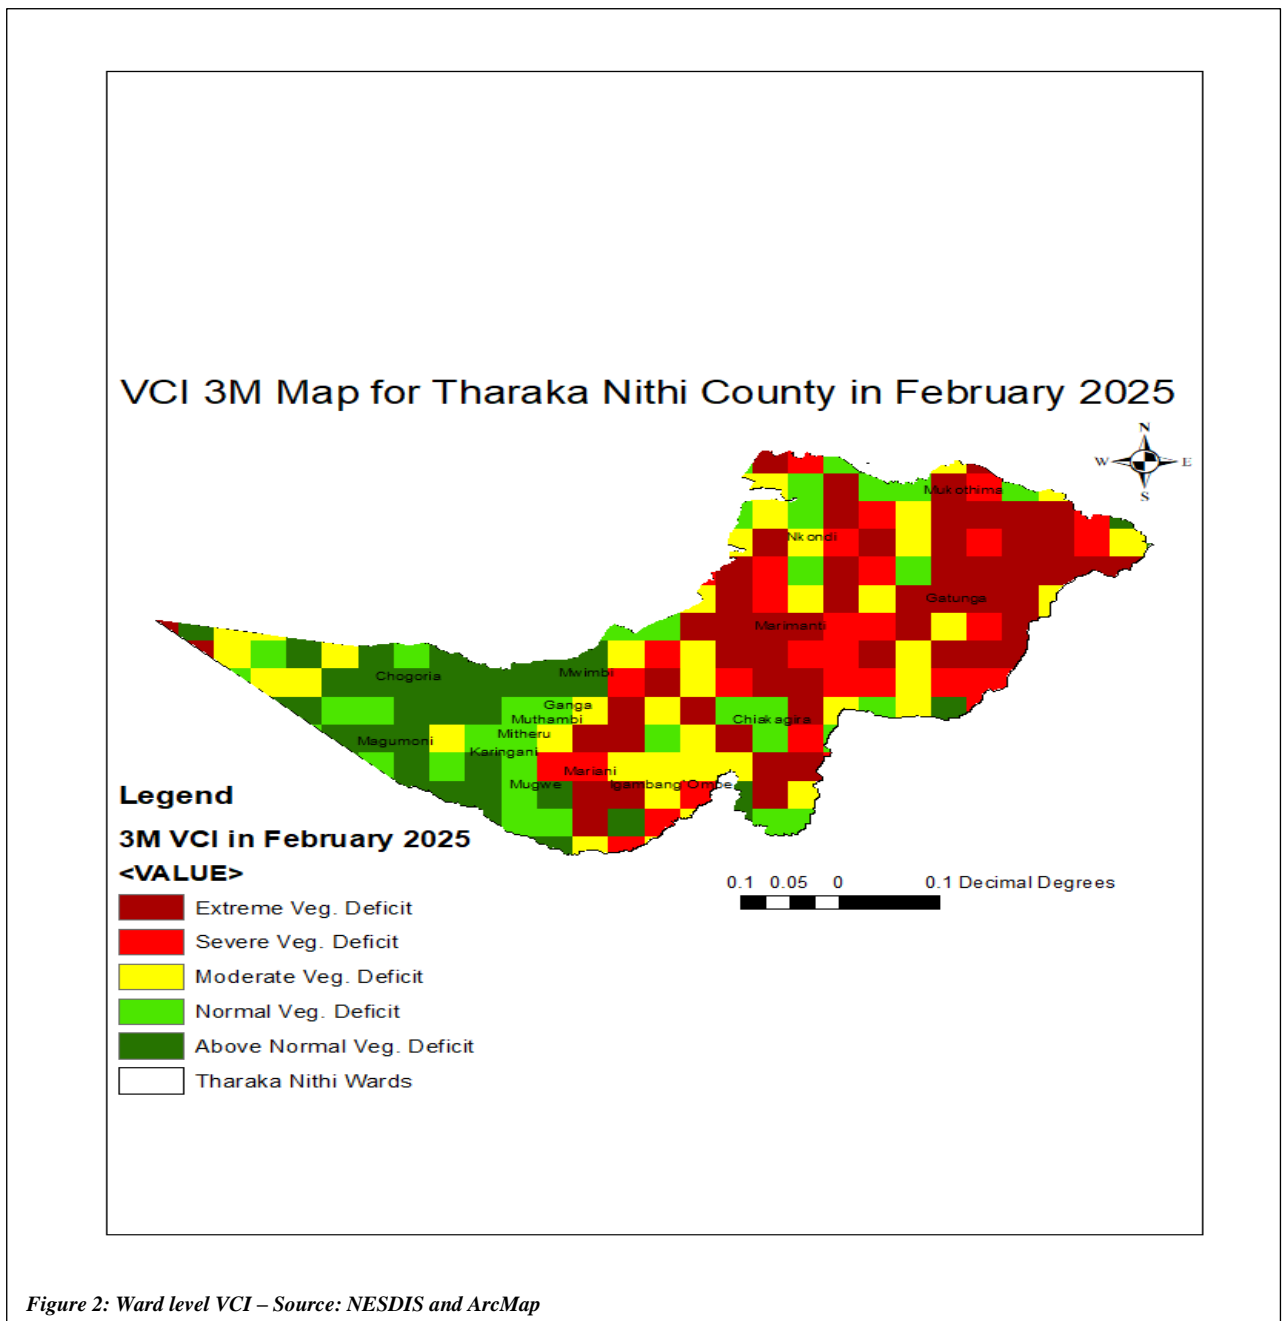 VCI 3M Map for Tharaka Nithi County in February 2025
N
W E
S
Mukothima
Nkondi
Gatunga
Marimanti
Chogoria
Mwimbi
Ganga
Muthambi
Chiakagira
Mitheru
Magumoni
Karingani
Mariani
Mugwe
Igambang'Ombe
Legend
3M VCI in February 2025
<VALUE>
Extreme Veg. Deficit
Severe Veg. Deficit
Moderate Veg. Deficit
Normal Veg. Deficit
Above Normal Veg. Deficit
Tharaka Nithi Wards
0.1 0.05 0 0.1 Decimal Degrees
Figure 2: Ward level VCI – Source: NESDIS and ArcMap